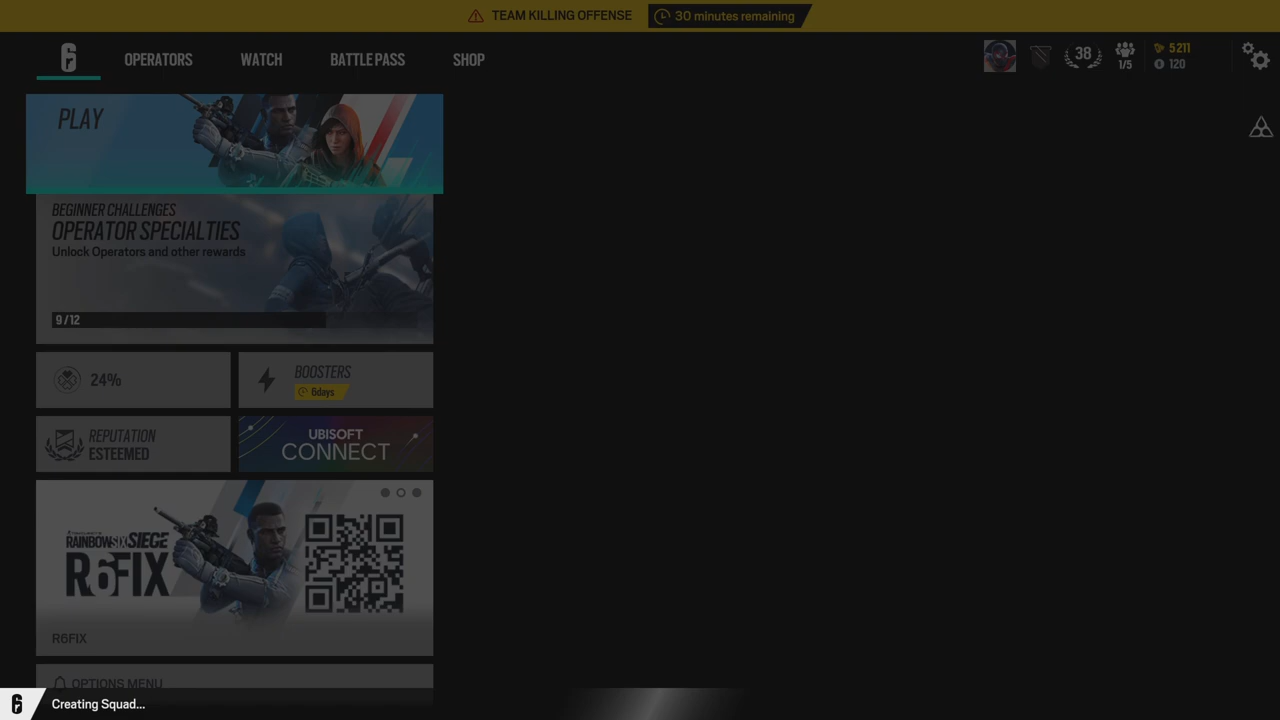 TEAM KILLING OFFENSE
30 minutes remaining
OPERATORS
WATCH
BATTLE PASS
SHOP
38
1/5
5 211
120
PLAY
BEGINNER CHALLENGES
OPERATOR SPECIALTIES
Unlock Operators and other rewards
9/12
24%
BOOSTERS
6days
REPUTATION
ESTEEMED
UBISOFT
CONNECT
RAINBOW SIX SIEGE
R6FIX
R6FIX
OPTIONS MENU
Creating Squad...